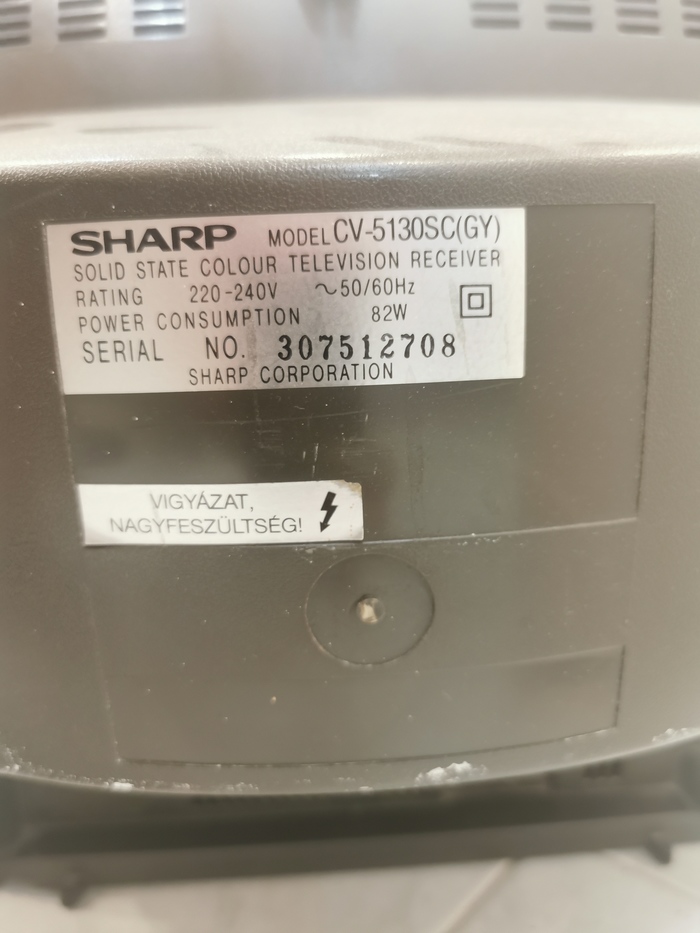 SHARP MODEL CV-5130SC(GY)
SOLID STATE COLOUR TELEVISION RECEIVER
RATING 220-240V ～50/60Hz
POWER CONSUMPTION 82W
SERIAL NO. 307512708
SHARP CORPORATION
VIGYÁZAT,
NAGYFESZÜLTSÉG!